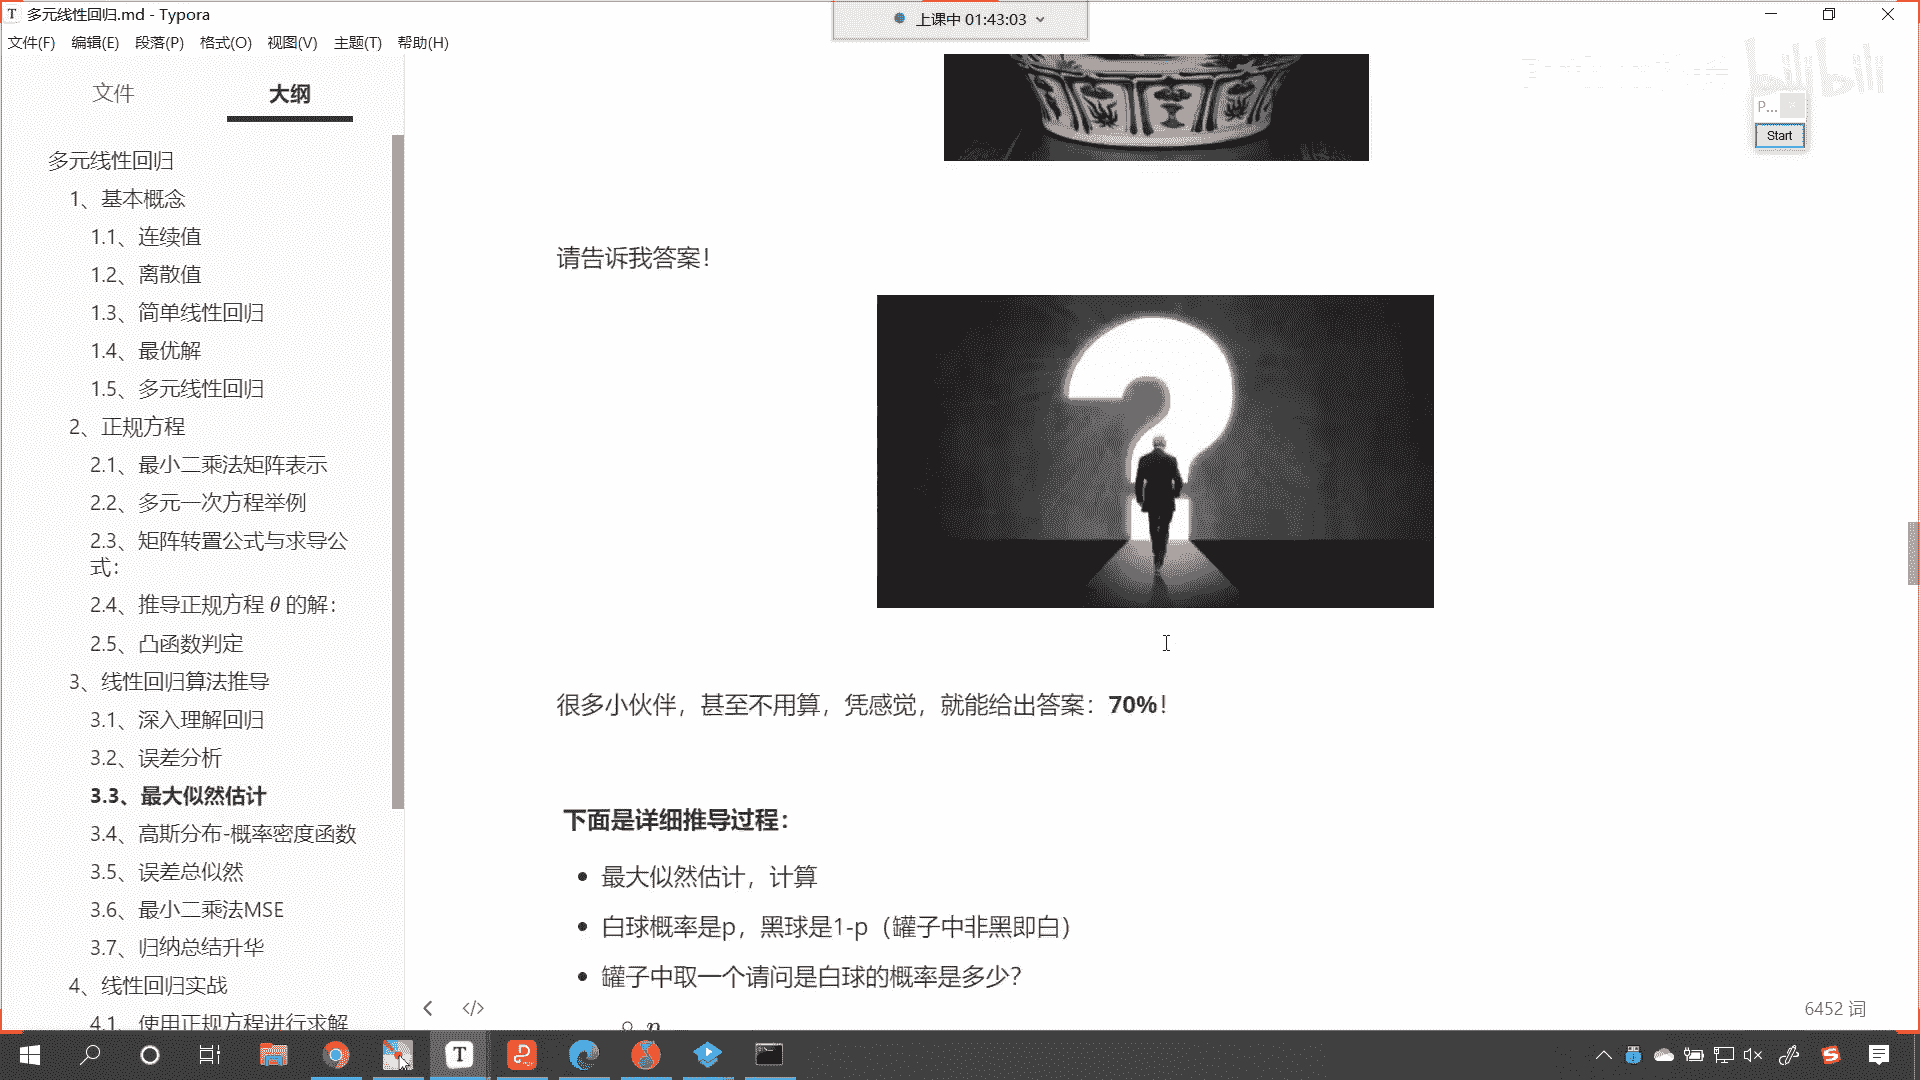 多元线性回归.md - Typora
上课中 01:43:03
文件(F) 编辑(E) 段落(P) 格式(O) 视图(V) 主题(T) 帮助(H)
文件 大纲
bilibili
P...
Start
多元线性回归
1、基本概念
1.1、连续值
1.2、离散值
1.3、简单线性回归
1.4、最优解
1.5、多元线性回归
2、正规方程
2.1、最小二乘法矩阵表示
2.2、多元一次方程举例
2.3、矩阵转置公式与求导公
式：
2.4、推导正规方程 θ 的解：
2.5、凸函数判定
3、线性回归算法推导
3.1、深入理解回归
3.2、误差分析
3.3、最大似然估计
3.4、高斯分布-概率密度函数
3.5、误差总似然
3.6、最小二乘法MSE
3.7、归纳总结升华
4、线性回归实战
4.1、使用正规方程进行求解
请告诉我答案！
很多小伙伴，甚至不用算，凭感觉，就能给出答案：70%！
下面是详细推导过程：
最大似然估计，计算
白球概率是p，黑球是1-p（罐子中非黑即白）
罐子中取一个请问是白球的概率是多少？
p
6452 词